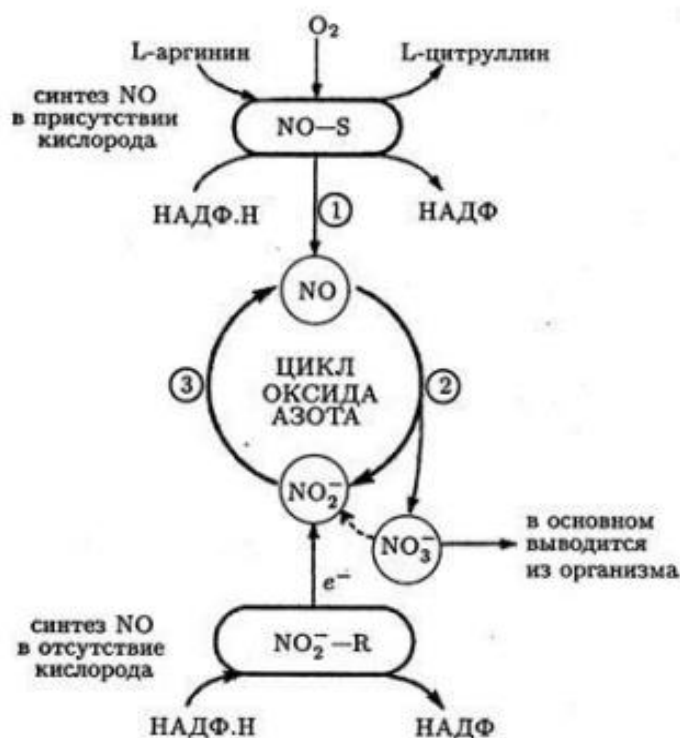 O₂
L-аргинин
L-цитруллин
синтез NO
в присутствии
кислорода
NO—S
НАДФ.Н
НАДФ
1
NO
ЦИКЛ
ОКСИДА
АЗОТА
3
2
NO₂⁻
NO₃⁻
в основном
выводится
из организма
e⁻
синтез NO
в отсутствие
кислорода
NO₂⁻—R
НАДФ.Н
НАДФ